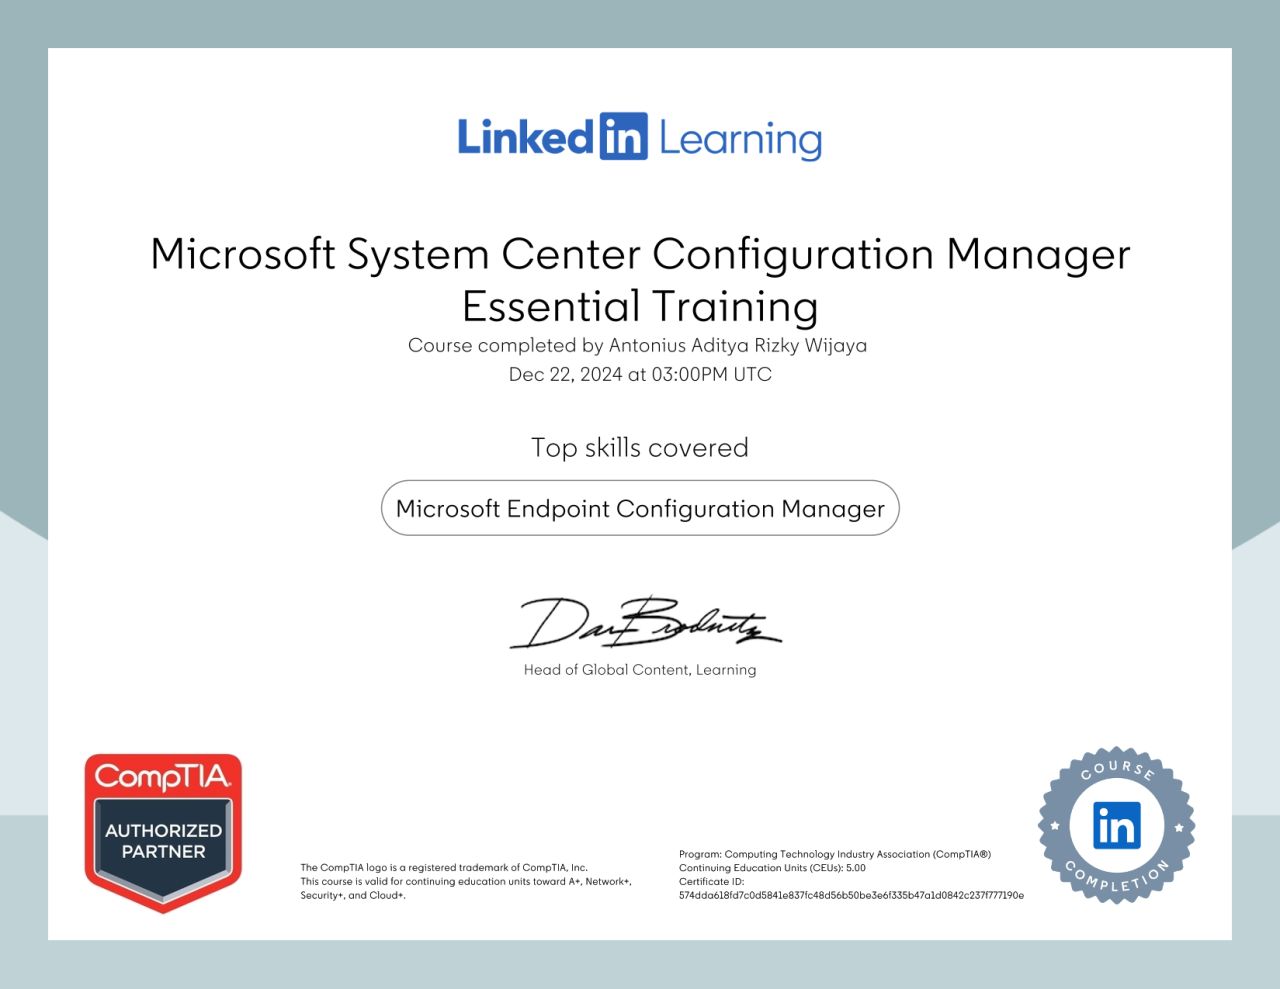 Linked in Learning
Microsoft System Center Configuration Manager
Essential Training
Course completed by Antonius Aditya Rizky Wijaya
Dec 22, 2024 at 03:00PM UTC
Top skills covered
Microsoft Endpoint Configuration Manager
Dan Brodnitz
Head of Global Content, Learning
CompTIA.
AUTHORIZED
PARTNER
The CompTIA logo is a registered trademark of CompTIA, Inc.
This course is valid for continuing education units toward A+, Network+,
Security+, and Cloud+.
Program: Computing Technology Industry Association (CompTIA®)
Continuing Education Units (CEUs): 5.00
Certificate ID:
574dda618fd7c0d5841e837fc48d56b50be3e6f335b47a1d0842c237f777190e
COURSE
in
COMPLETION